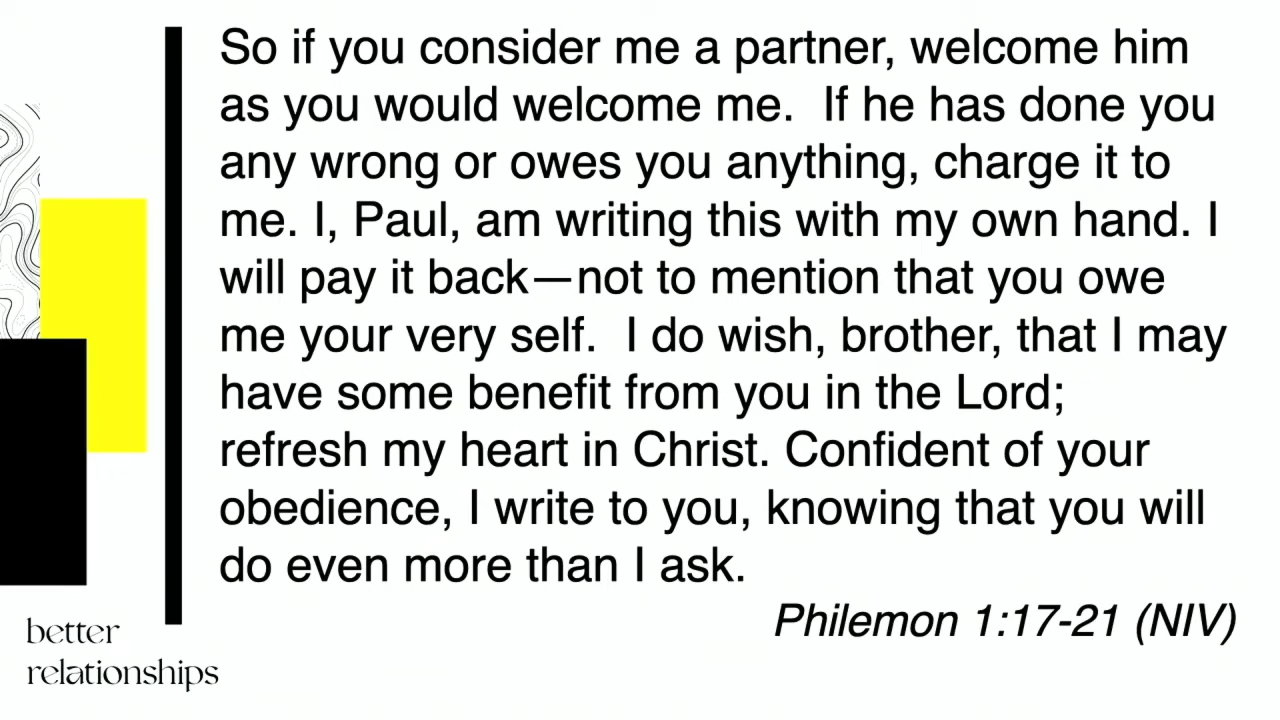 So if you consider me a partner, welcome him
as you would welcome me.  If he has done you
any wrong or owes you anything, charge it to
me. I, Paul, am writing this with my own hand. I
will pay it back—not to mention that you owe
me your very self.  I do wish, brother, that I may
have some benefit from you in the Lord;
refresh my heart in Christ. Confident of your
obedience, I write to you, knowing that you will
do even more than I ask.
Philemon 1:17-21 (NIV)
better
relationships